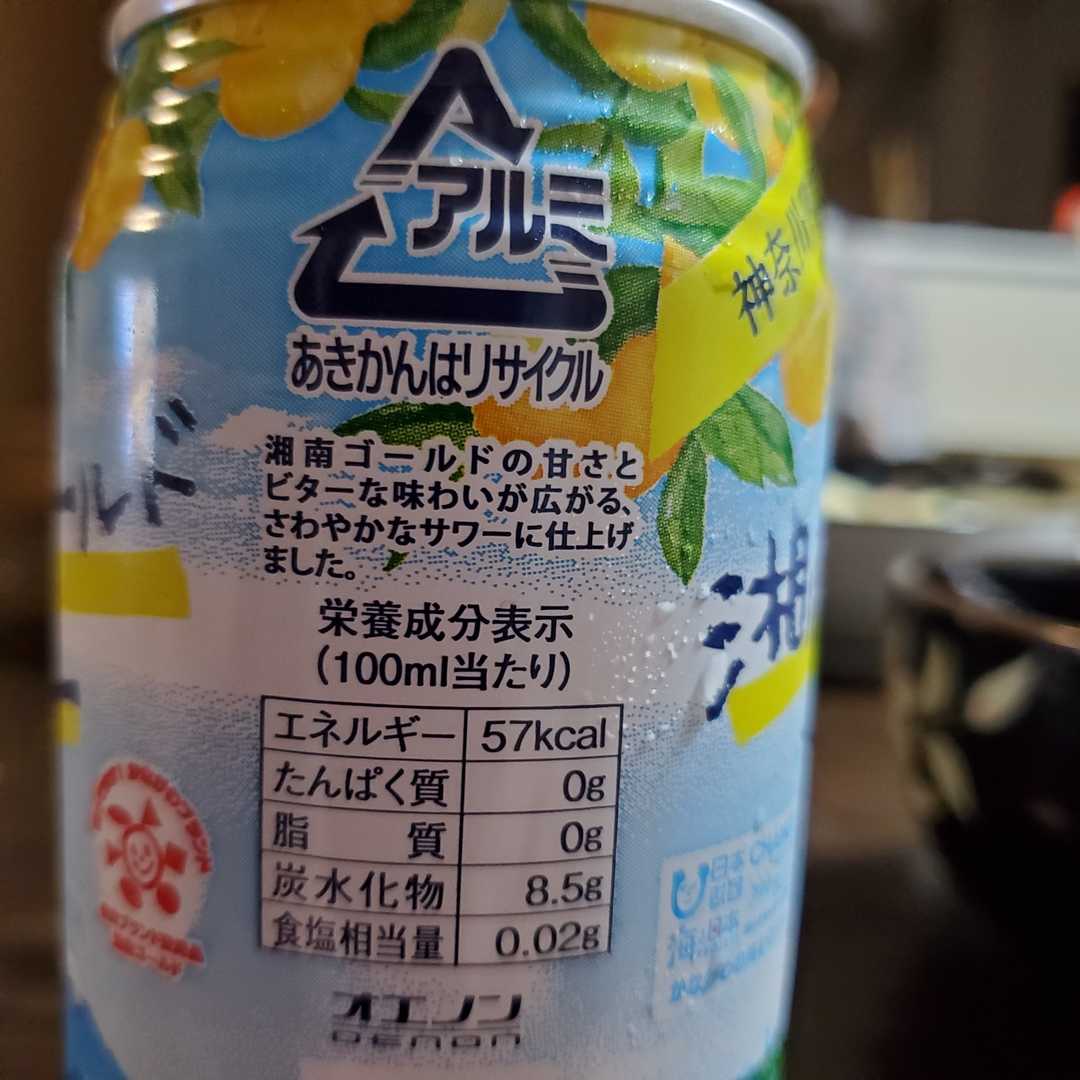 アルミ
あきかんはリサイクル
神奈川
湘南ゴールドの甘さと
ビターな味わいが広がる、
さわやかなサワーに仕上げ
ました。
ールド
湘
栄養成分表示
(100ml当たり)
エネルギー 57kcal
たんぱく質 0g
脂質 0g
炭水化物 8.5g
食塩相当量 0.02g
オエノン
oenon